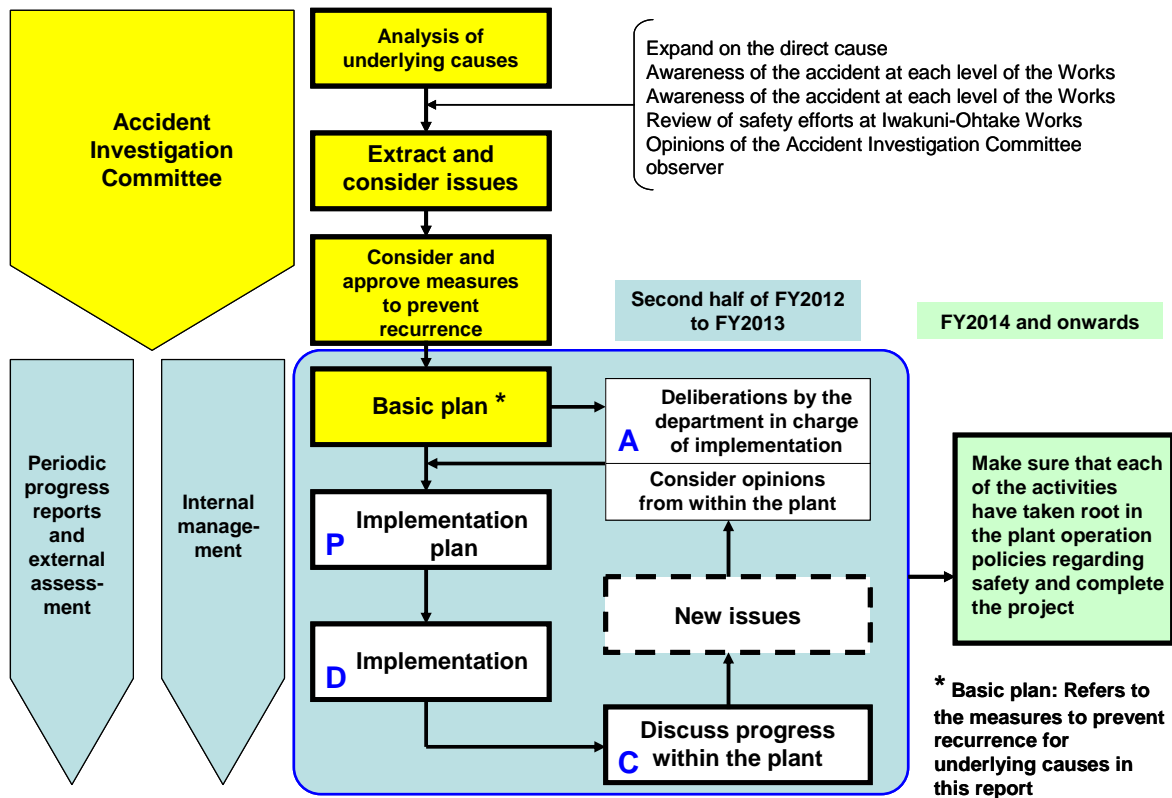 Accident
Investigation
Committee
Analysis of
underlying causes
Expand on the direct cause
Awareness of the accident at each level of the Works
Awareness of the accident at each level of the Works
Review of safety efforts at Iwakuni-Ohtake Works
Opinions of the Accident Investigation Committee
observer
Extract and
consider issues
Consider and
approve measures
to prevent
recurrence
Second half of FY2012
to FY2013
FY2014 and onwards
Periodic
progress
reports
and
external
assess-
ment
Internal
manage-
ment
Basic plan *
A
Deliberations by the
department in charge
of implementation
Consider opinions
from within the plant
P
Implementation
plan
New issues
D
Implementation
C
Discuss progress
within the plant
Make sure that each
of the activities
have taken root in
the plant operation
policies regarding
safety and complete
the project
* Basic plan: Refers to
the measures to prevent
recurrence for
underlying causes in
this report